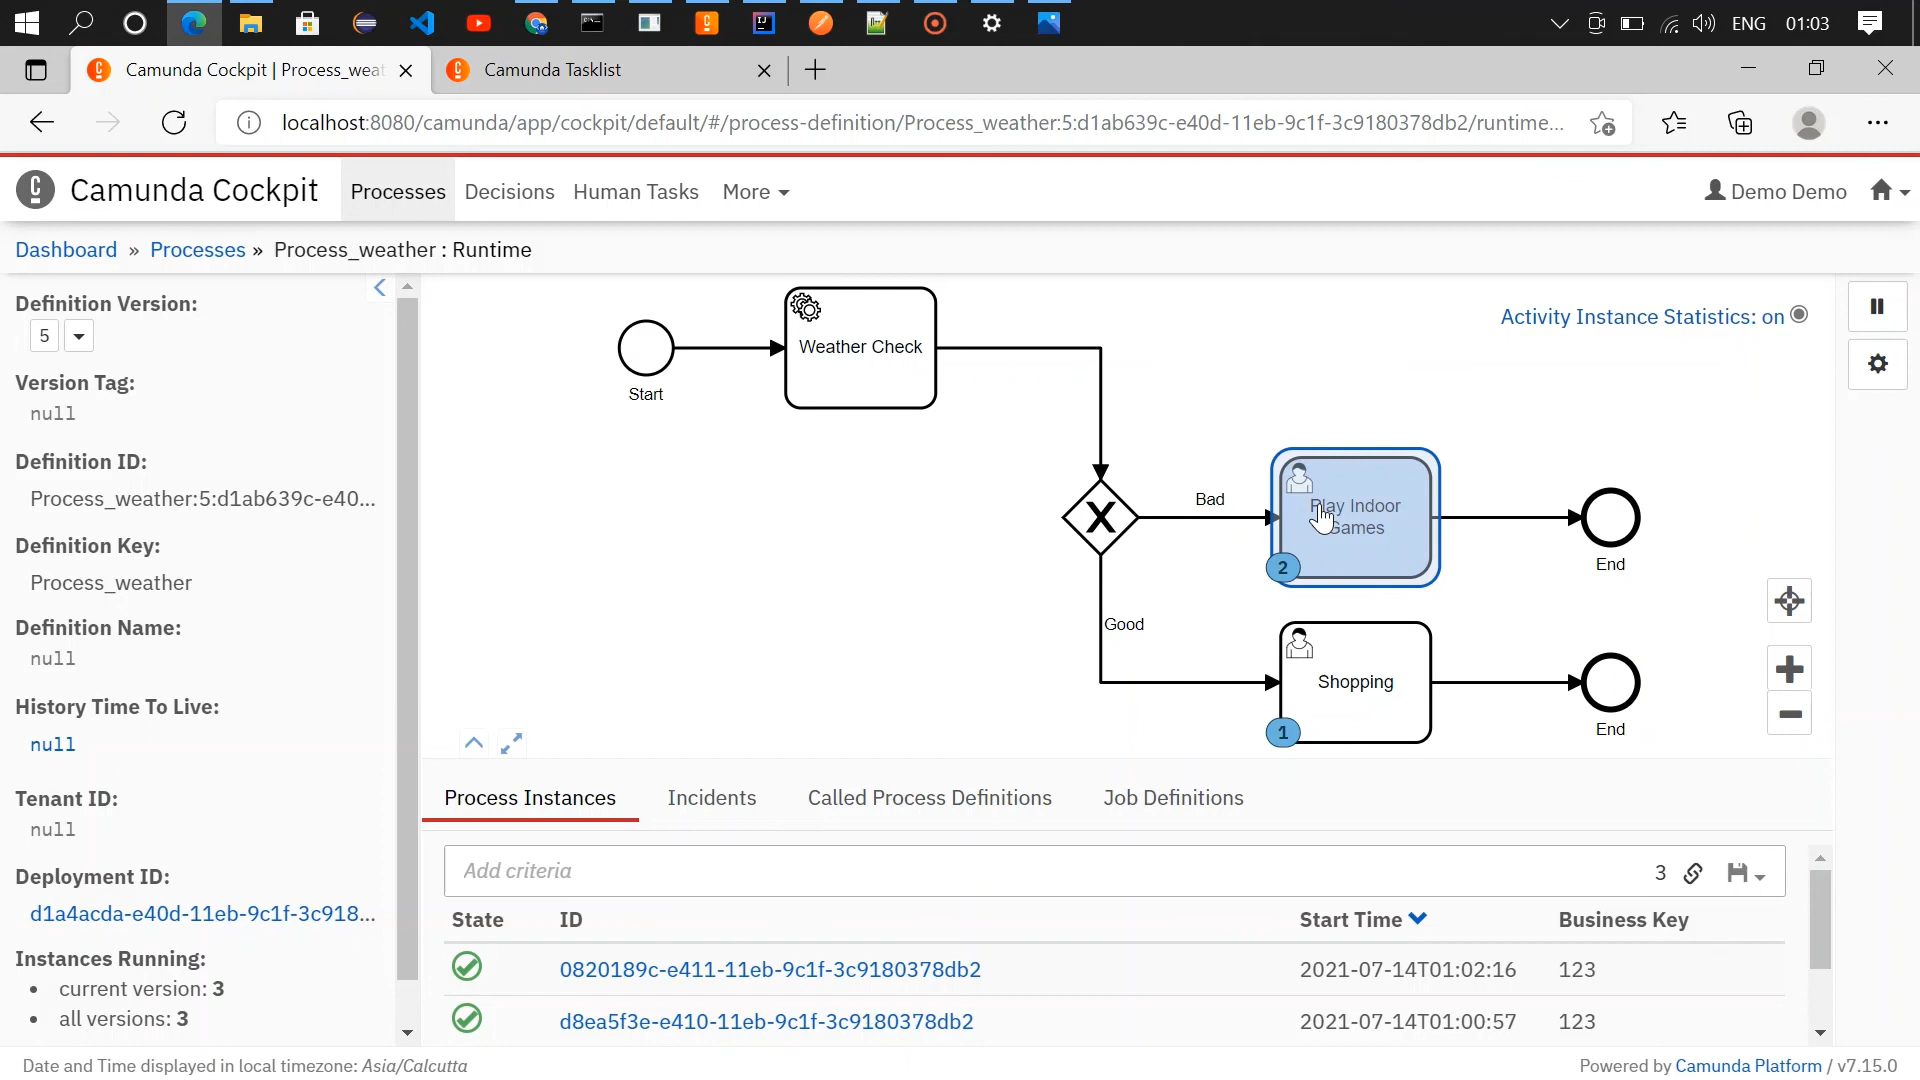 ENG 01:03
Camunda Cockpit | Process_weat
Camunda Tasklist
localhost:8080/camunda/app/cockpit/default/#/process-definition/Process_weather:5:d1ab639c-e40d-11eb-9c1f-3c9180378db2/runtime...
Camunda Cockpit Processes Decisions Human Tasks More Demo Demo
Dashboard » Processes » Process_weather : Runtime
Definition Version:
5
Version Tag:
null
Definition ID:
Process_weather:5:d1ab639c-e40...
Definition Key:
Process_weather
Definition Name:
null
History Time To Live:
null
Tenant ID:
null
Deployment ID:
d1a4acda-e40d-11eb-9c1f-3c918...
Instances Running:
• current version: 3
• all versions: 3
Activity Instance Statistics: on
Start
Weather Check
Bad
Play Indoor
Games
2
End
Good
Shopping
1
End
Process Instances Incidents Called Process Definitions Job Definitions
Add criteria 3
State ID Start Time Business Key
0820189c-e411-11eb-9c1f-3c9180378db2 2021-07-14T01:02:16 123
d8ea5f3e-e410-11eb-9c1f-3c9180378db2 2021-07-14T01:00:57 123
Date and Time displayed in local timezone: Asia/Calcutta
Powered by Camunda Platform / v7.15.0